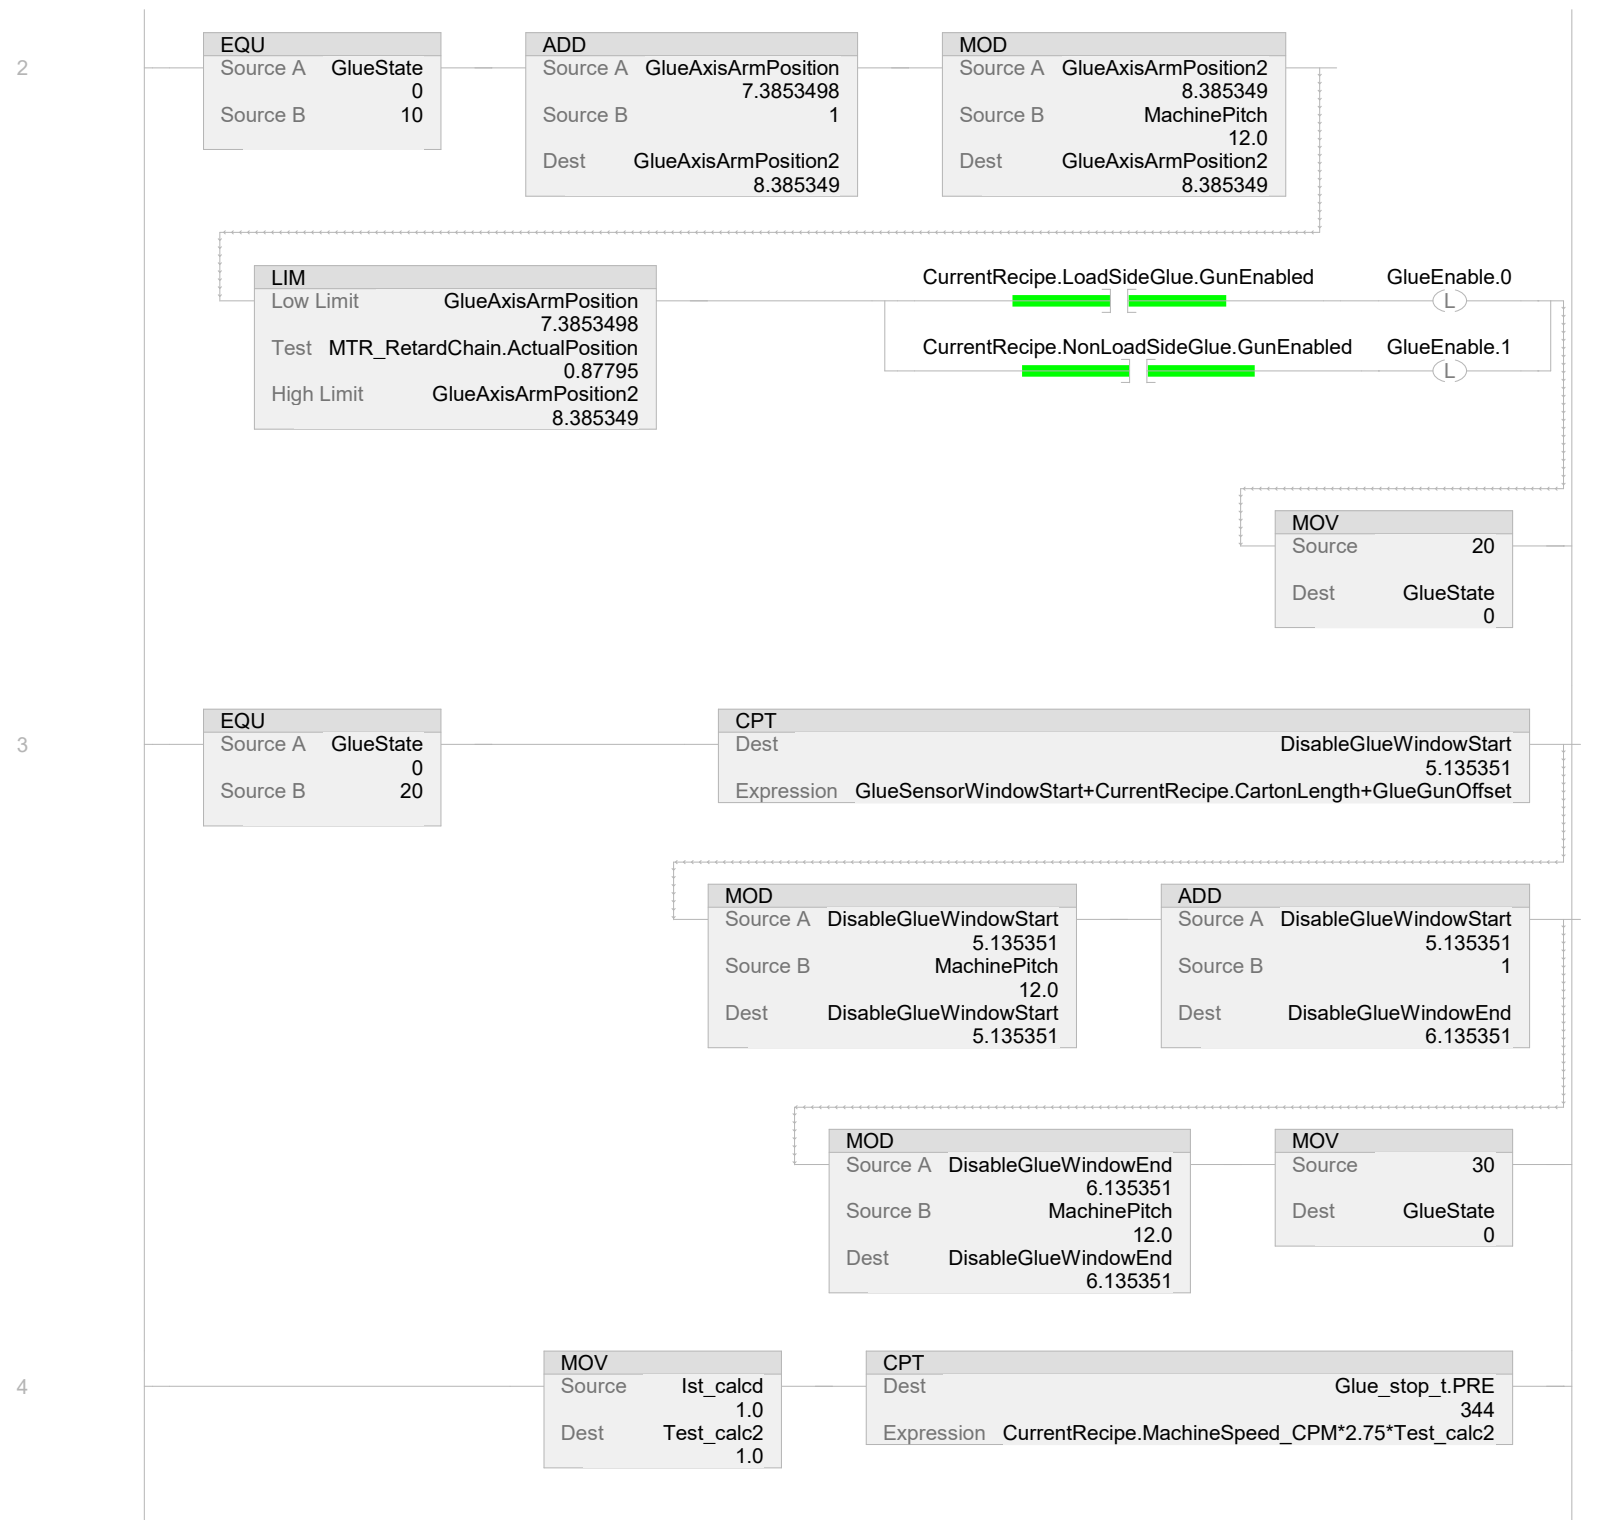 2
EQU
Source A GlueState
0
Source B 10
ADD
Source A GlueAxisArmPosition
7.3853498
Source B 1
Dest GlueAxisArmPosition2
8.385349
MOD
Source A GlueAxisArmPosition2
8.385349
Source B MachinePitch
12.0
Dest GlueAxisArmPosition2
8.385349
LIM
Low Limit GlueAxisArmPosition
7.3853498
Test MTR_RetardChain.ActualPosition
0.87795
High Limit GlueAxisArmPosition2
8.385349
CurrentRecipe.LoadSideGlue.GunEnabled
GlueEnable.0
L
CurrentRecipe.NonLoadSideGlue.GunEnabled
GlueEnable.1
L
MOV
Source 20
Dest GlueState
0
3
EQU
Source A GlueState
0
Source B 20
CPT
Dest DisableGlueWindowStart
5.135351
Expression GlueSensorWindowStart+CurrentRecipe.CartonLength+GlueGunOffset
MOD
Source A DisableGlueWindowStart
5.135351
Source B MachinePitch
12.0
Dest DisableGlueWindowStart
5.135351
ADD
Source A DisableGlueWindowStart
5.135351
Source B 1
Dest DisableGlueWindowEnd
6.135351
MOD
Source A DisableGlueWindowEnd
6.135351
Source B MachinePitch
12.0
Dest DisableGlueWindowEnd
6.135351
MOV
Source 30
Dest GlueState
0
4
MOV
Source Ist_calcd
1.0
Dest Test_calc2
1.0
CPT
Dest Glue_stop_t.PRE
344
Expression CurrentRecipe.MachineSpeed_CPM*2.75*Test_calc2